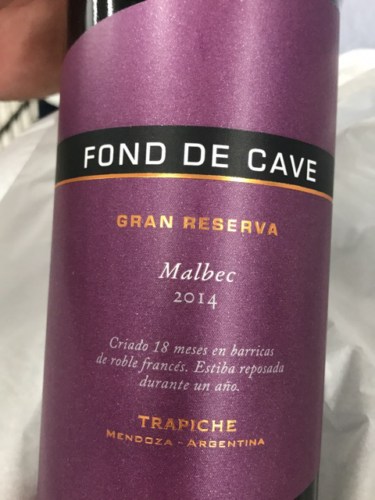 FOND DE CAVE
GRAN RESERVA
Malbec
2014
Criado 18 meses en barricas
de roble francés. Estiba reposada
durante un año.
TRAPICHE
MENDOZA - ARGENTINA